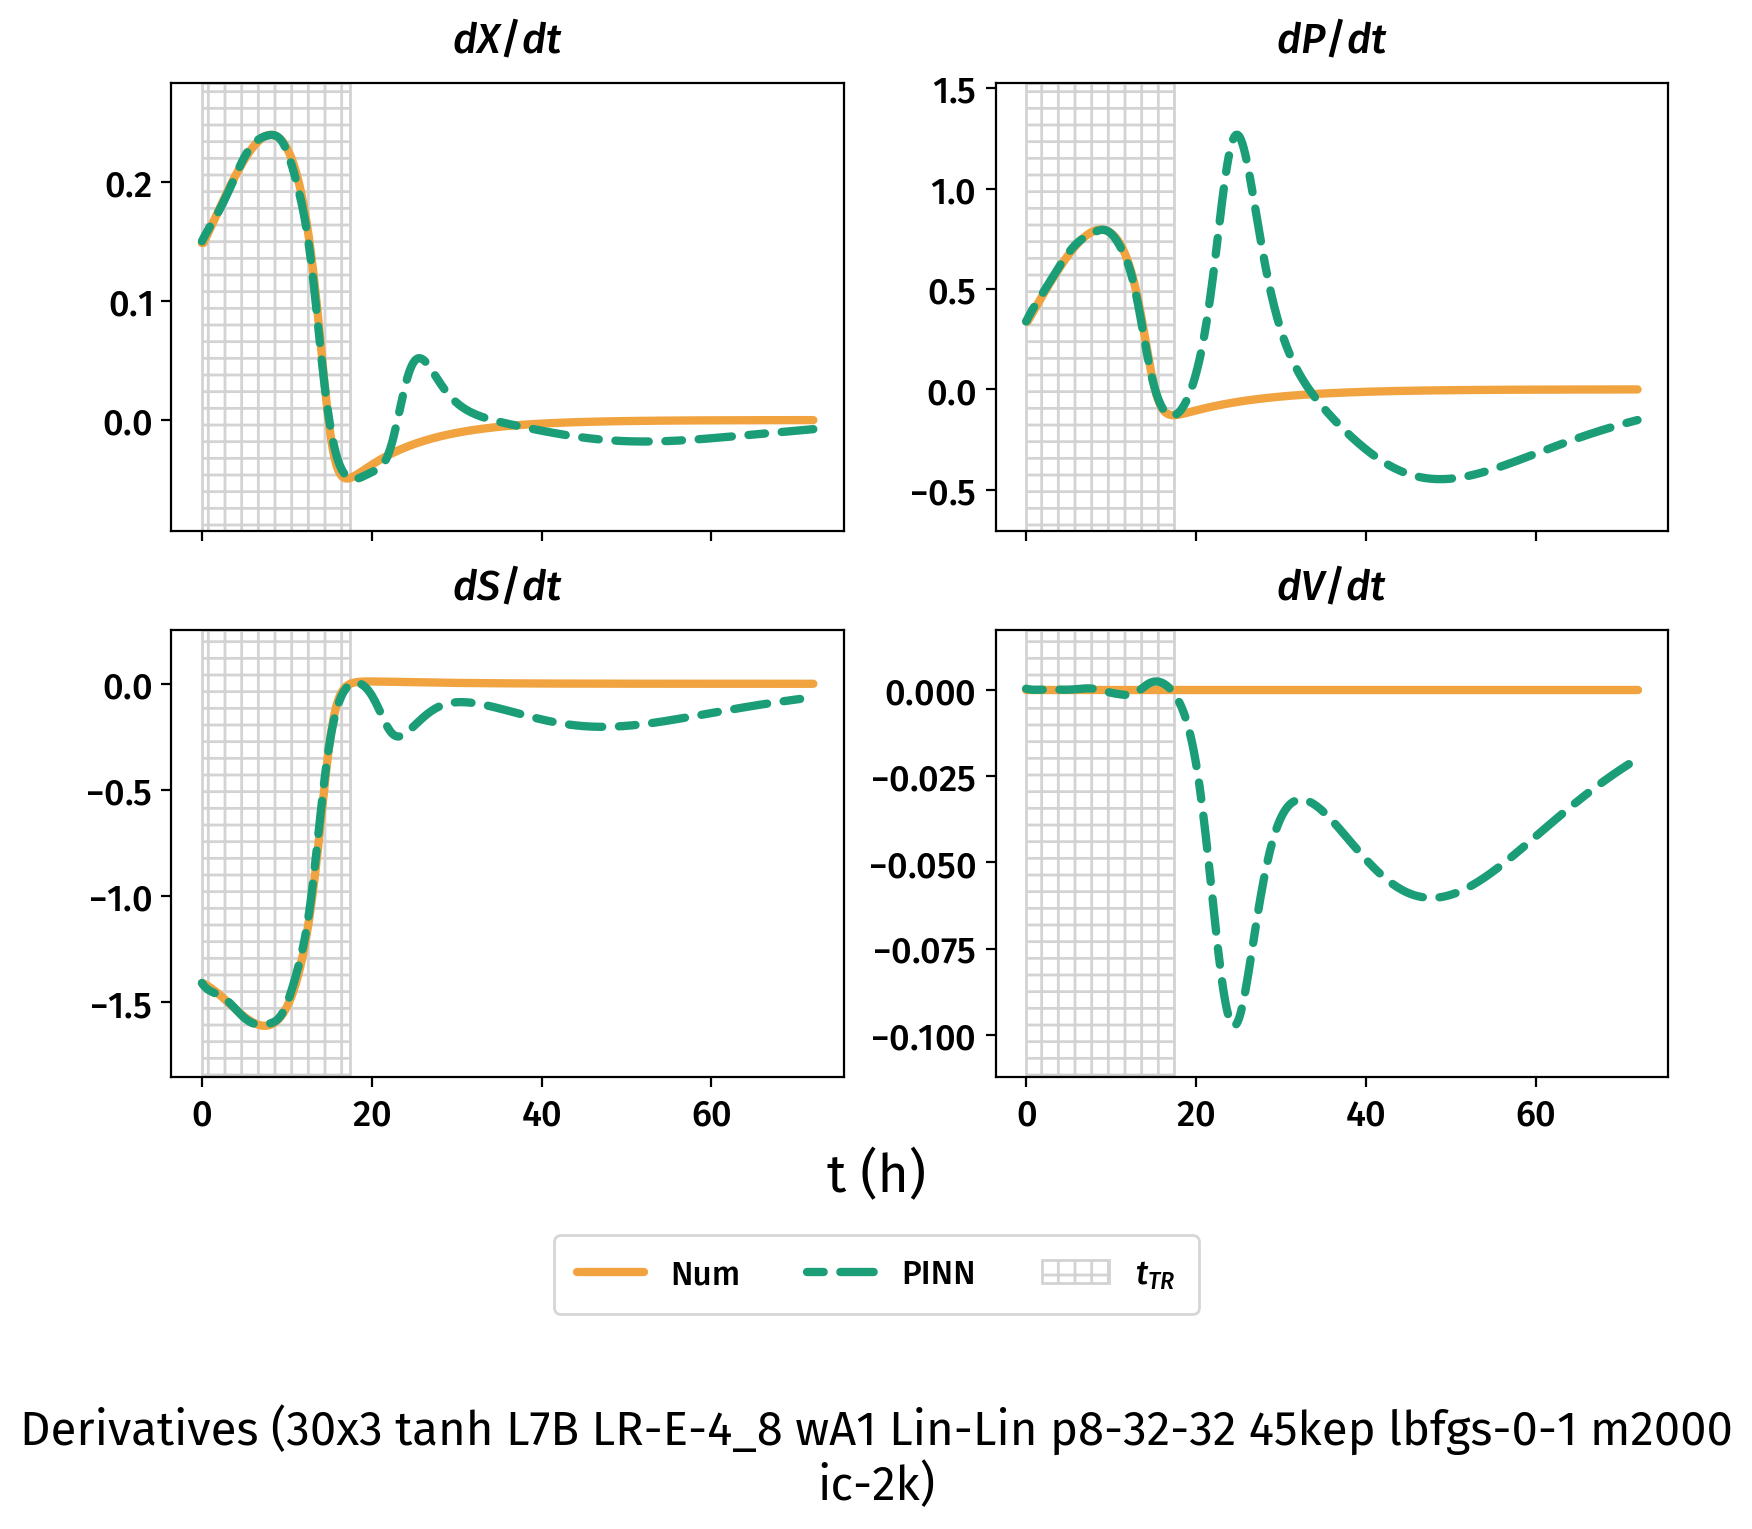 dX/dt
dP/dt
0.2
0.1
0.0
1.5
1.0
0.5
0.0
−0.5
dS/dt
dV/dt
0.0
−0.5
−1.0
−1.5
0.000
−0.025
−0.050
−0.075
−0.100
0 20 40 60
0 20 40 60
t (h)
Num PINN tTR
Derivatives (30x3 tanh L7B LR-E-4_8 wA1 Lin-Lin p8-32-32 45kep lbfgs-0-1 m2000
ic-2k)